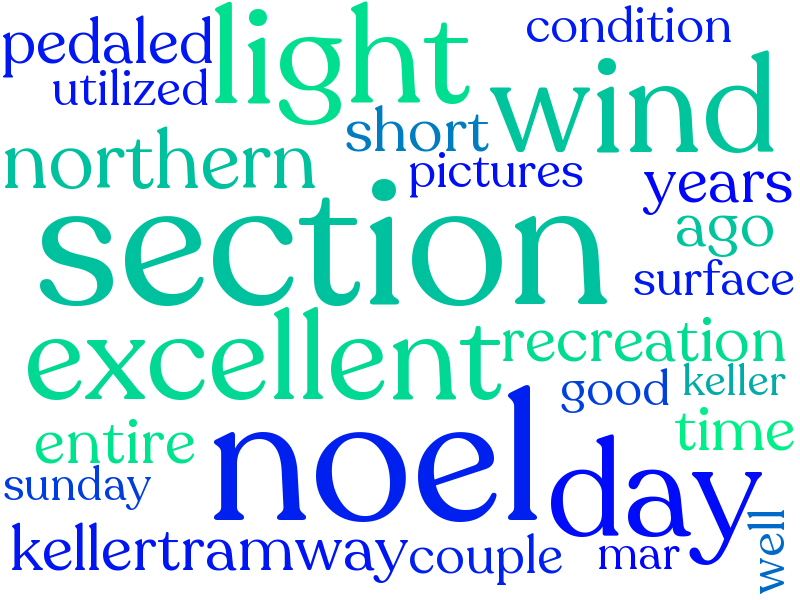 pedaled
light
condition
utilized
wind
short
northern
pictures
years
section
ago
surface
excellent
recreation
good
keller
noel
time
entire
day
sunday
well
kellertramway
couple
mar